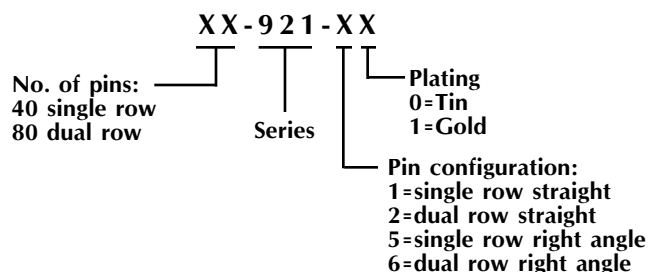 XX-921-XX
No. of pins:
40 single row
80 dual row
Series
Plating
0=Tin
1=Gold
Pin configuration:
1=single row straight
2=dual row straight
5=single row right angle
6=dual row right angle